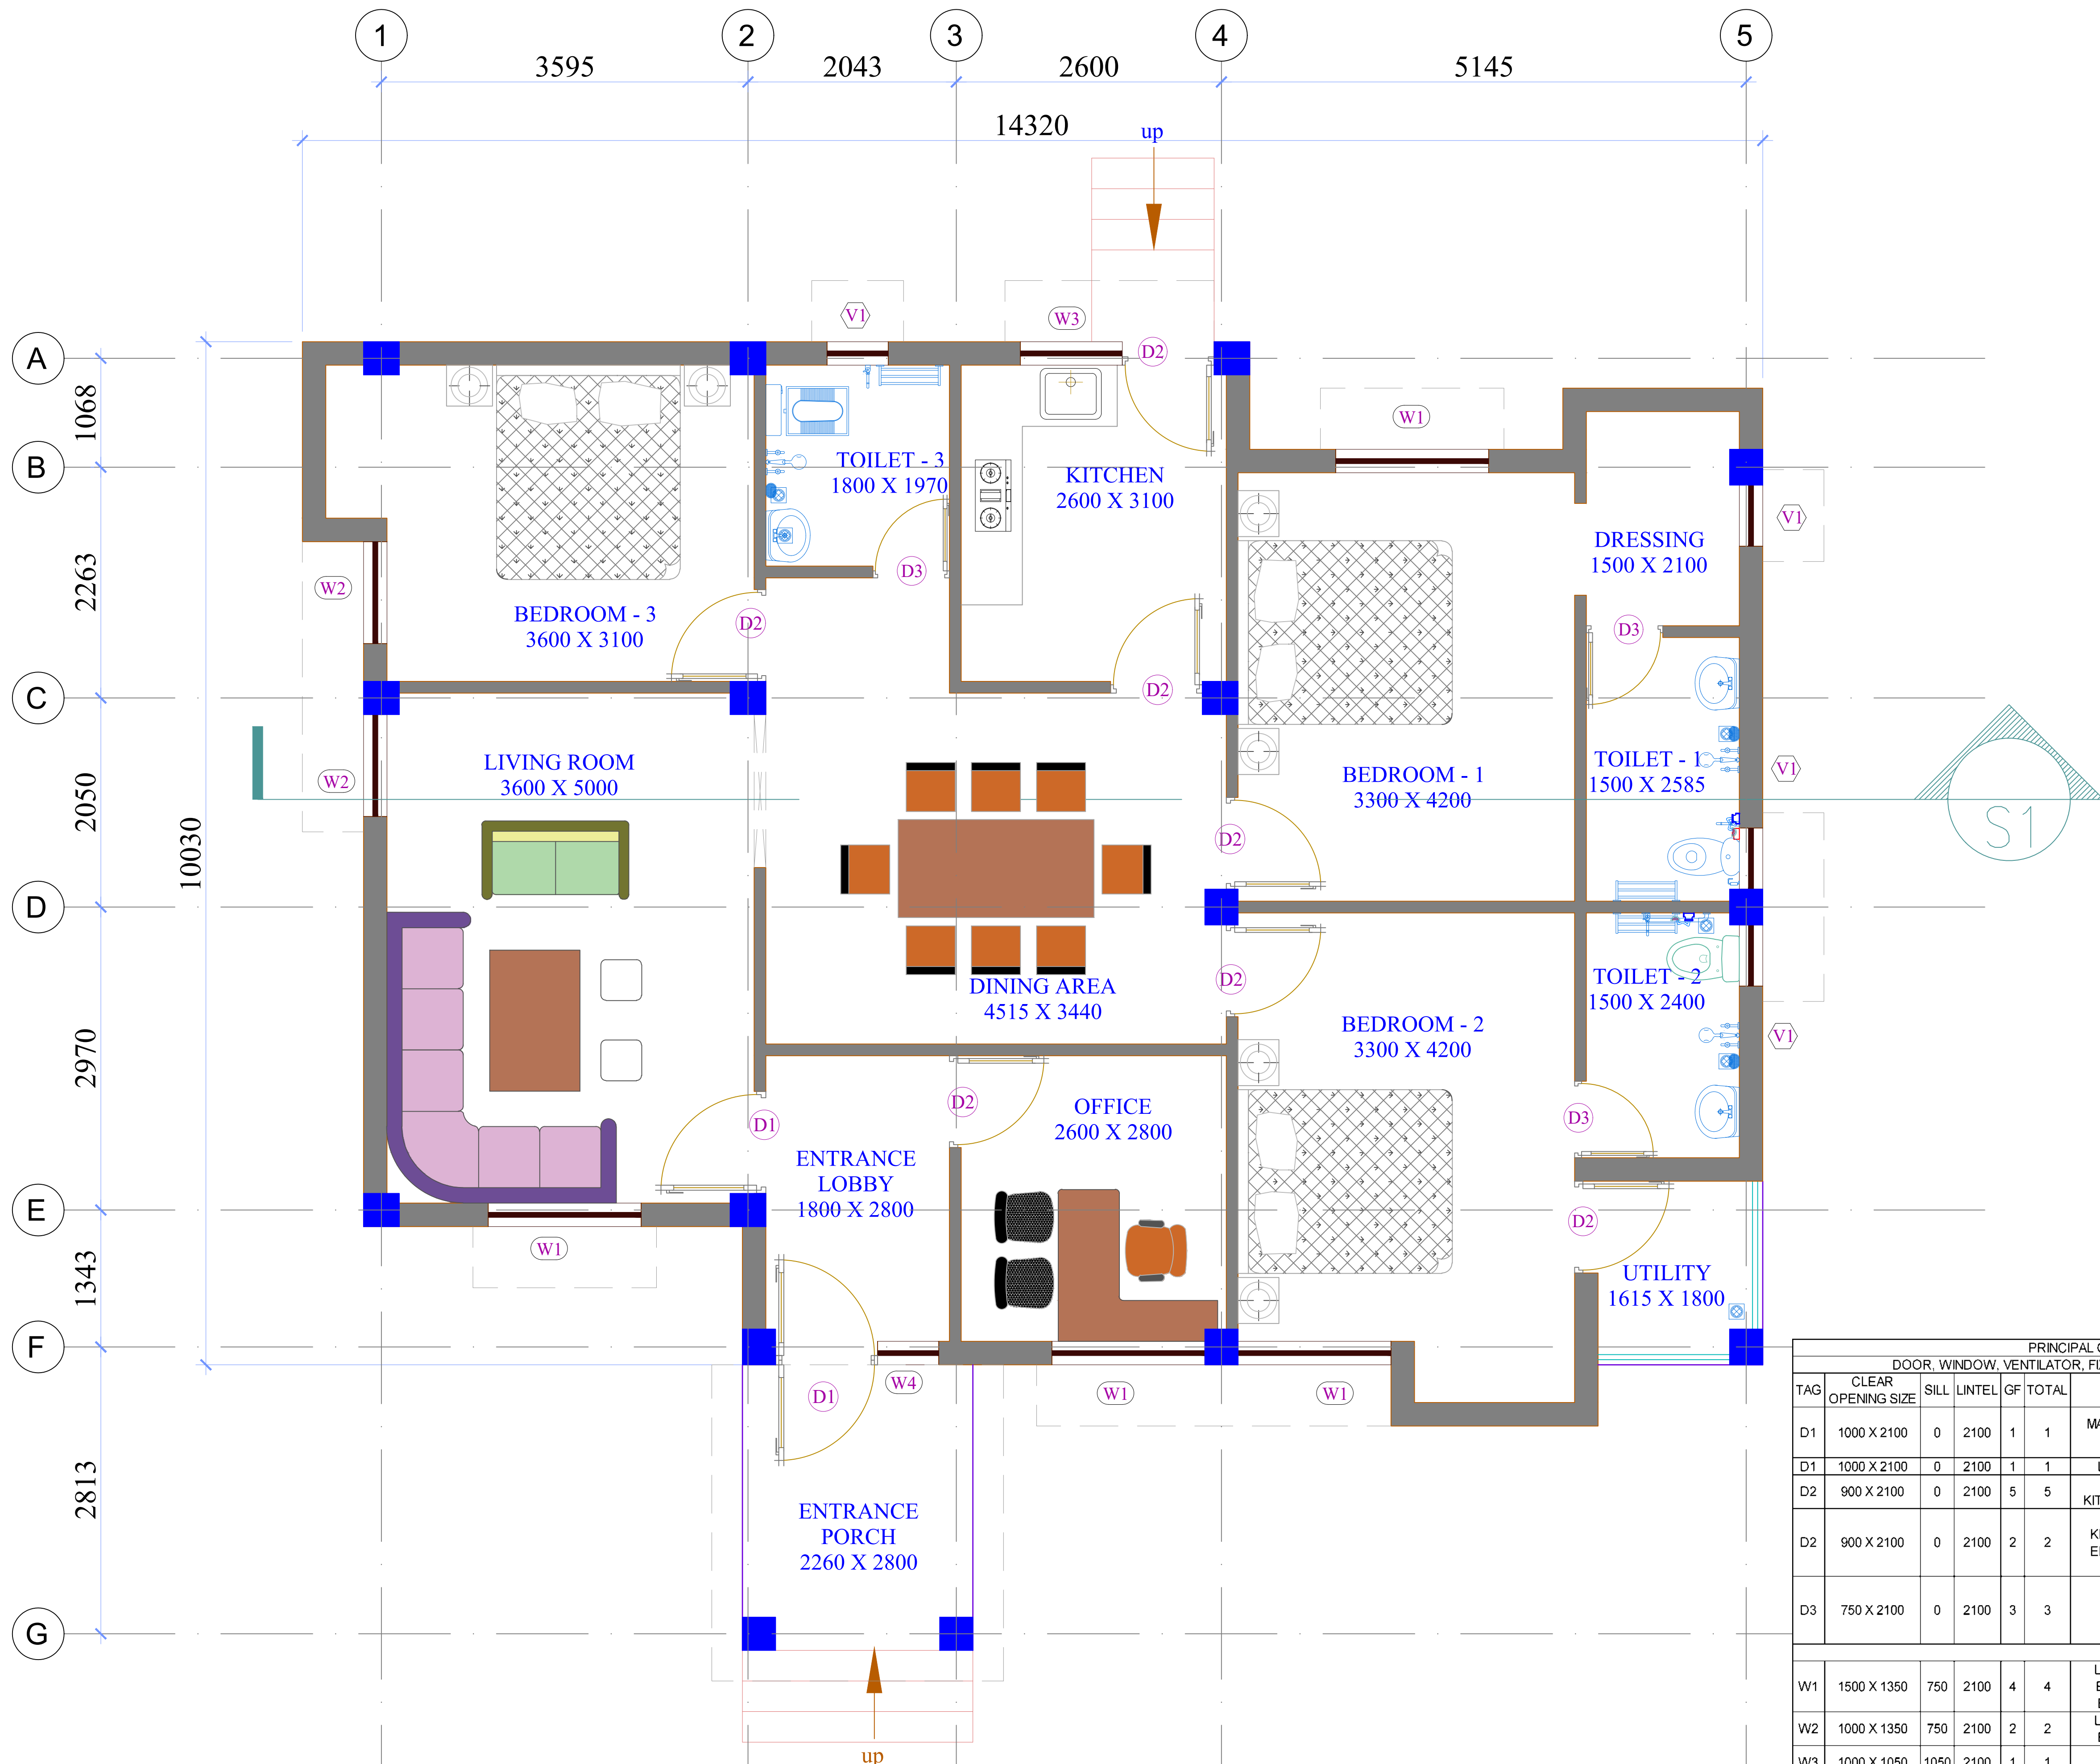 1
2
3
4
5
3595
2043
2600
5145
14320
up
A
B
C
D
E
F
G
1068
2263
2050
2970
1343
2813
10030
V1
W3
D2
W1
TOILET - 3
1800 X 1970
KITCHEN
2600 X 3100
V1
DRESSING
1500 X 2100
D3
W2
BEDROOM - 3
3600 X 3100
D2
D3
D2
LIVING ROOM
3600 X 5000
W2
BEDROOM - 1
3300 X 4200
TOILET - 1
1500 X 2585
V1
S1
D2
DINING AREA
4515 X 3440
D2
TOILET - 2
1500 X 2400
BEDROOM - 2
3300 X 4200
V1
D1
D2
OFFICE
2600 X 2800
D3
ENTRANCE
LOBBY
1800 X 2800
W1
D2
UTILITY
1615 X 1800
D1
W4
W1
W1
ENTRANCE
PORCH
2260 X 2800
up
PRINCIPAL
DOOR, WINDOW, VENTILATOR,
TAG CLEAR OPENING SIZE SILL LINTEL GF TOTAL
D1 1000 X 2100 0 2100 1 1
D1 1000 X 2100 0 2100 1 1
D2 900 X 2100 0 2100 5 5
D2 900 X 2100 0 2100 2 2
D3 750 X 2100 0 2100 3 3
W1 1500 X 1350 750 2100 4 4
W2 1000 X 1350 750 2100 2 2
W3 1000 X 1050 1050 2100 1 1